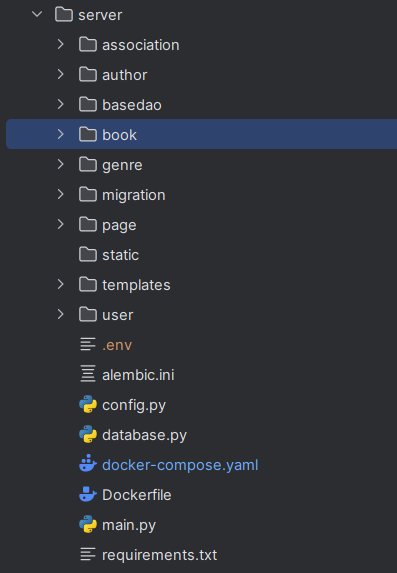 server
association
author
basedao
book
genre
migration
page
static
templates
user
.env
alembic.ini
config.py
database.py
docker-compose.yaml
Dockerfile
main.py
requirements.txt